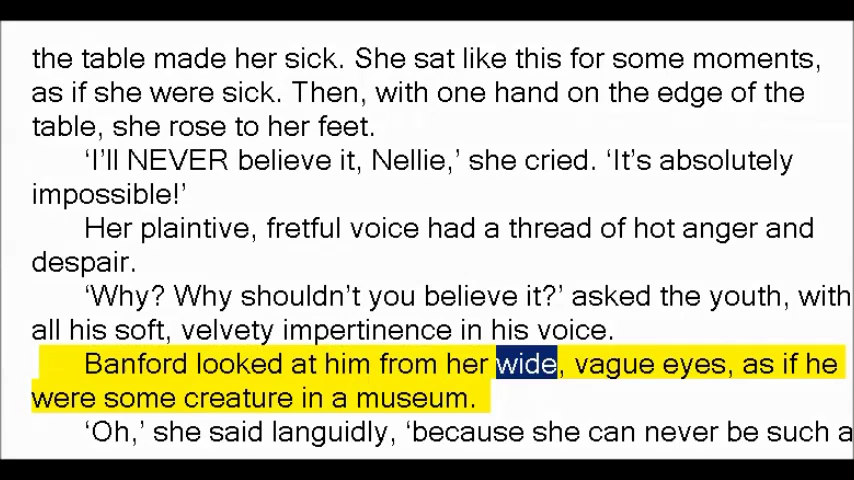 the table made her sick. She sat like this for some moments,
as if she were sick. Then, with one hand on the edge of the
table, she rose to her feet.
‘I’ll NEVER believe it, Nellie,’ she cried. ‘It’s absolutely
impossible!’
Her plaintive, fretful voice had a thread of hot anger and
despair.
‘Why? Why shouldn’t you believe it?’ asked the youth, with
all his soft, velvety impertinence in his voice.
Banford looked at him from her wide, vague eyes, as if he
were some creature in a museum.
‘Oh,’ she said languidly, ‘because she can never be such a